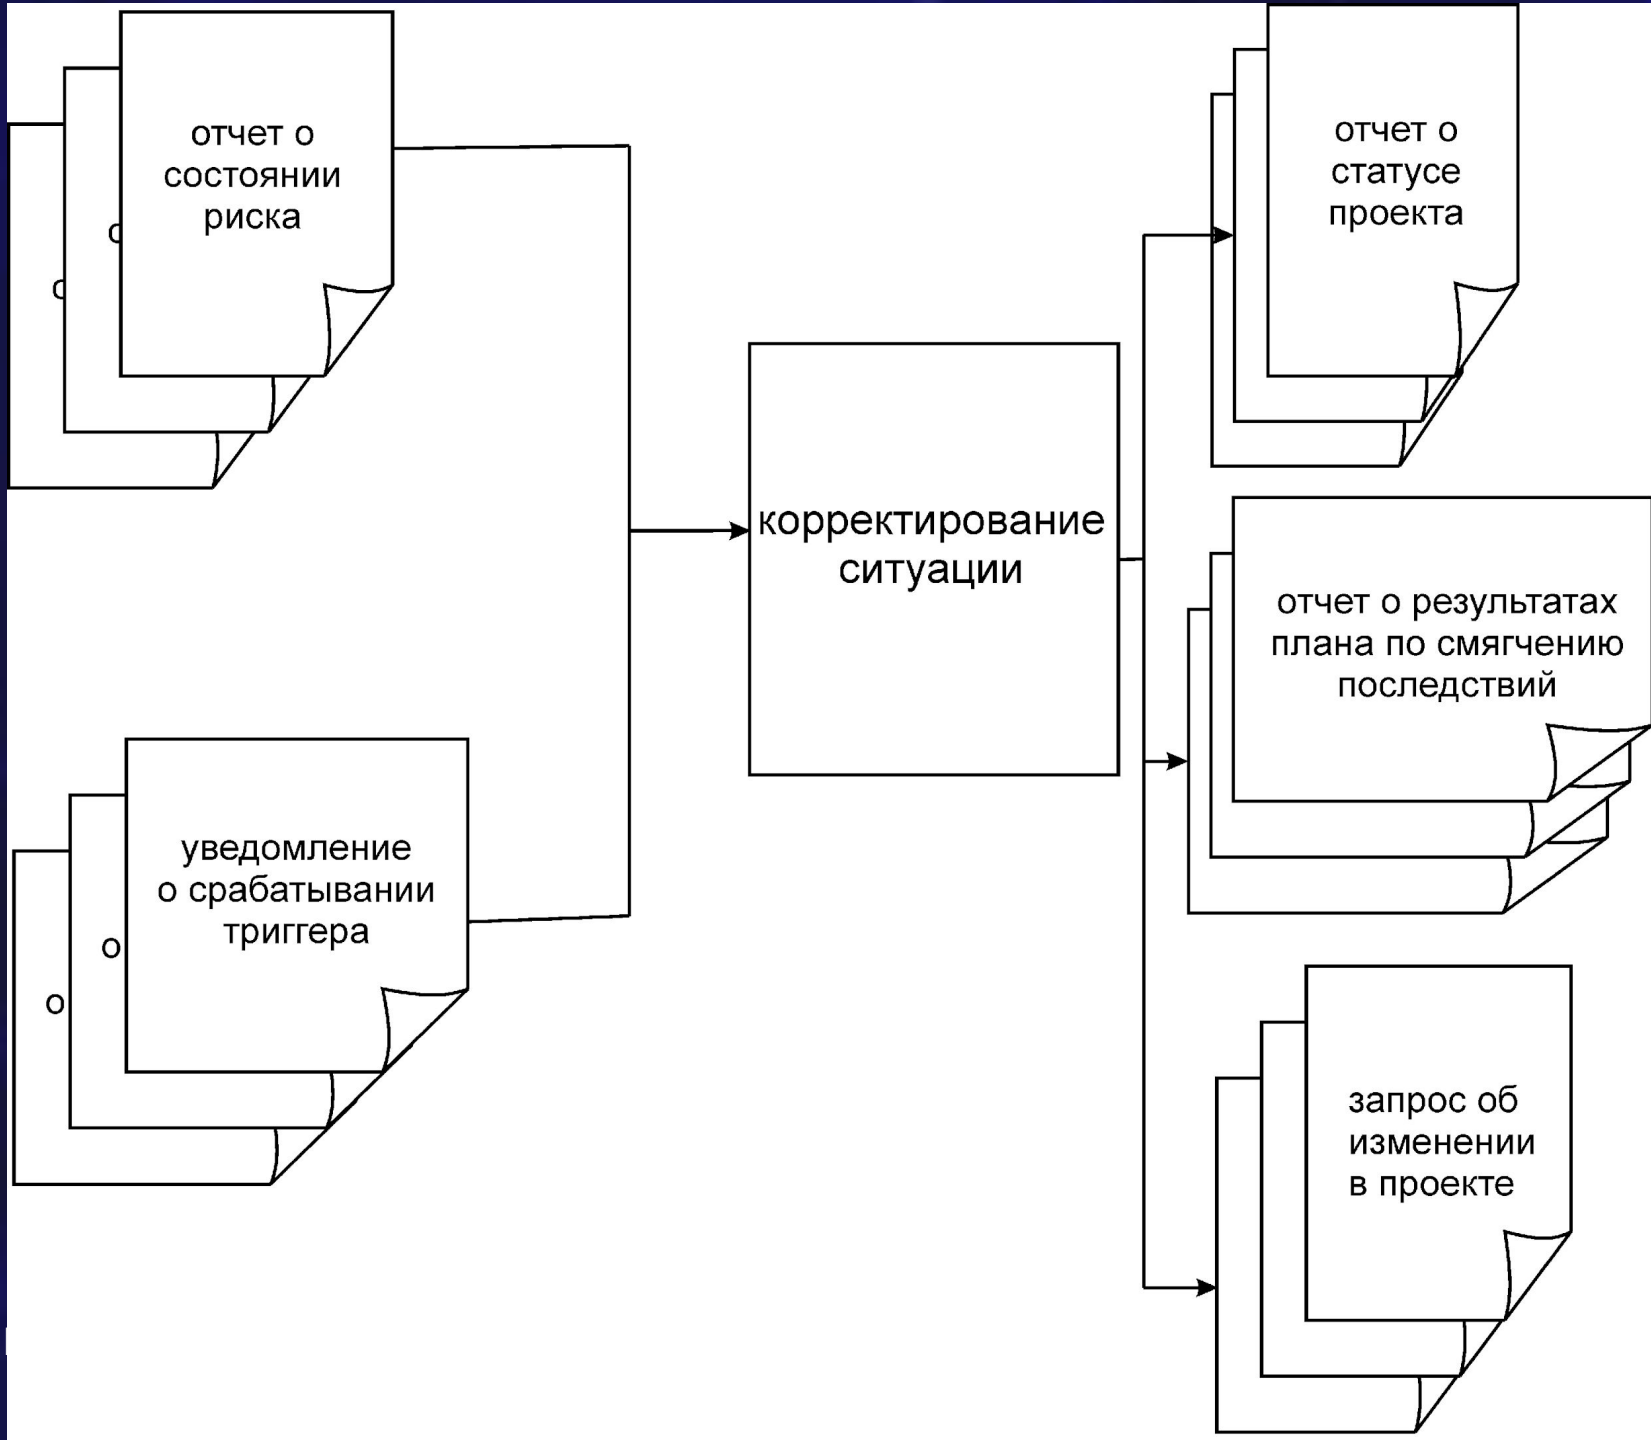 отчет о
состоянии
риска
о
о
уведомление
о срабатывании
триггера
о
о
корректирование
ситуации
отчет о
статусе
проекта
отчет о результатах
плана по смягчению
последствий
запрос об
изменении
в проекте